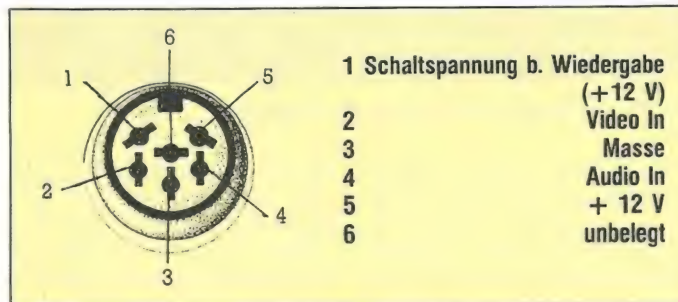 6
1
5
2
4
3
1 Schaltspannung b. Wiedergabe
(+12 V)
2 Video In
3 Masse
4 Audio In
5 + 12 V
6 unbelegt